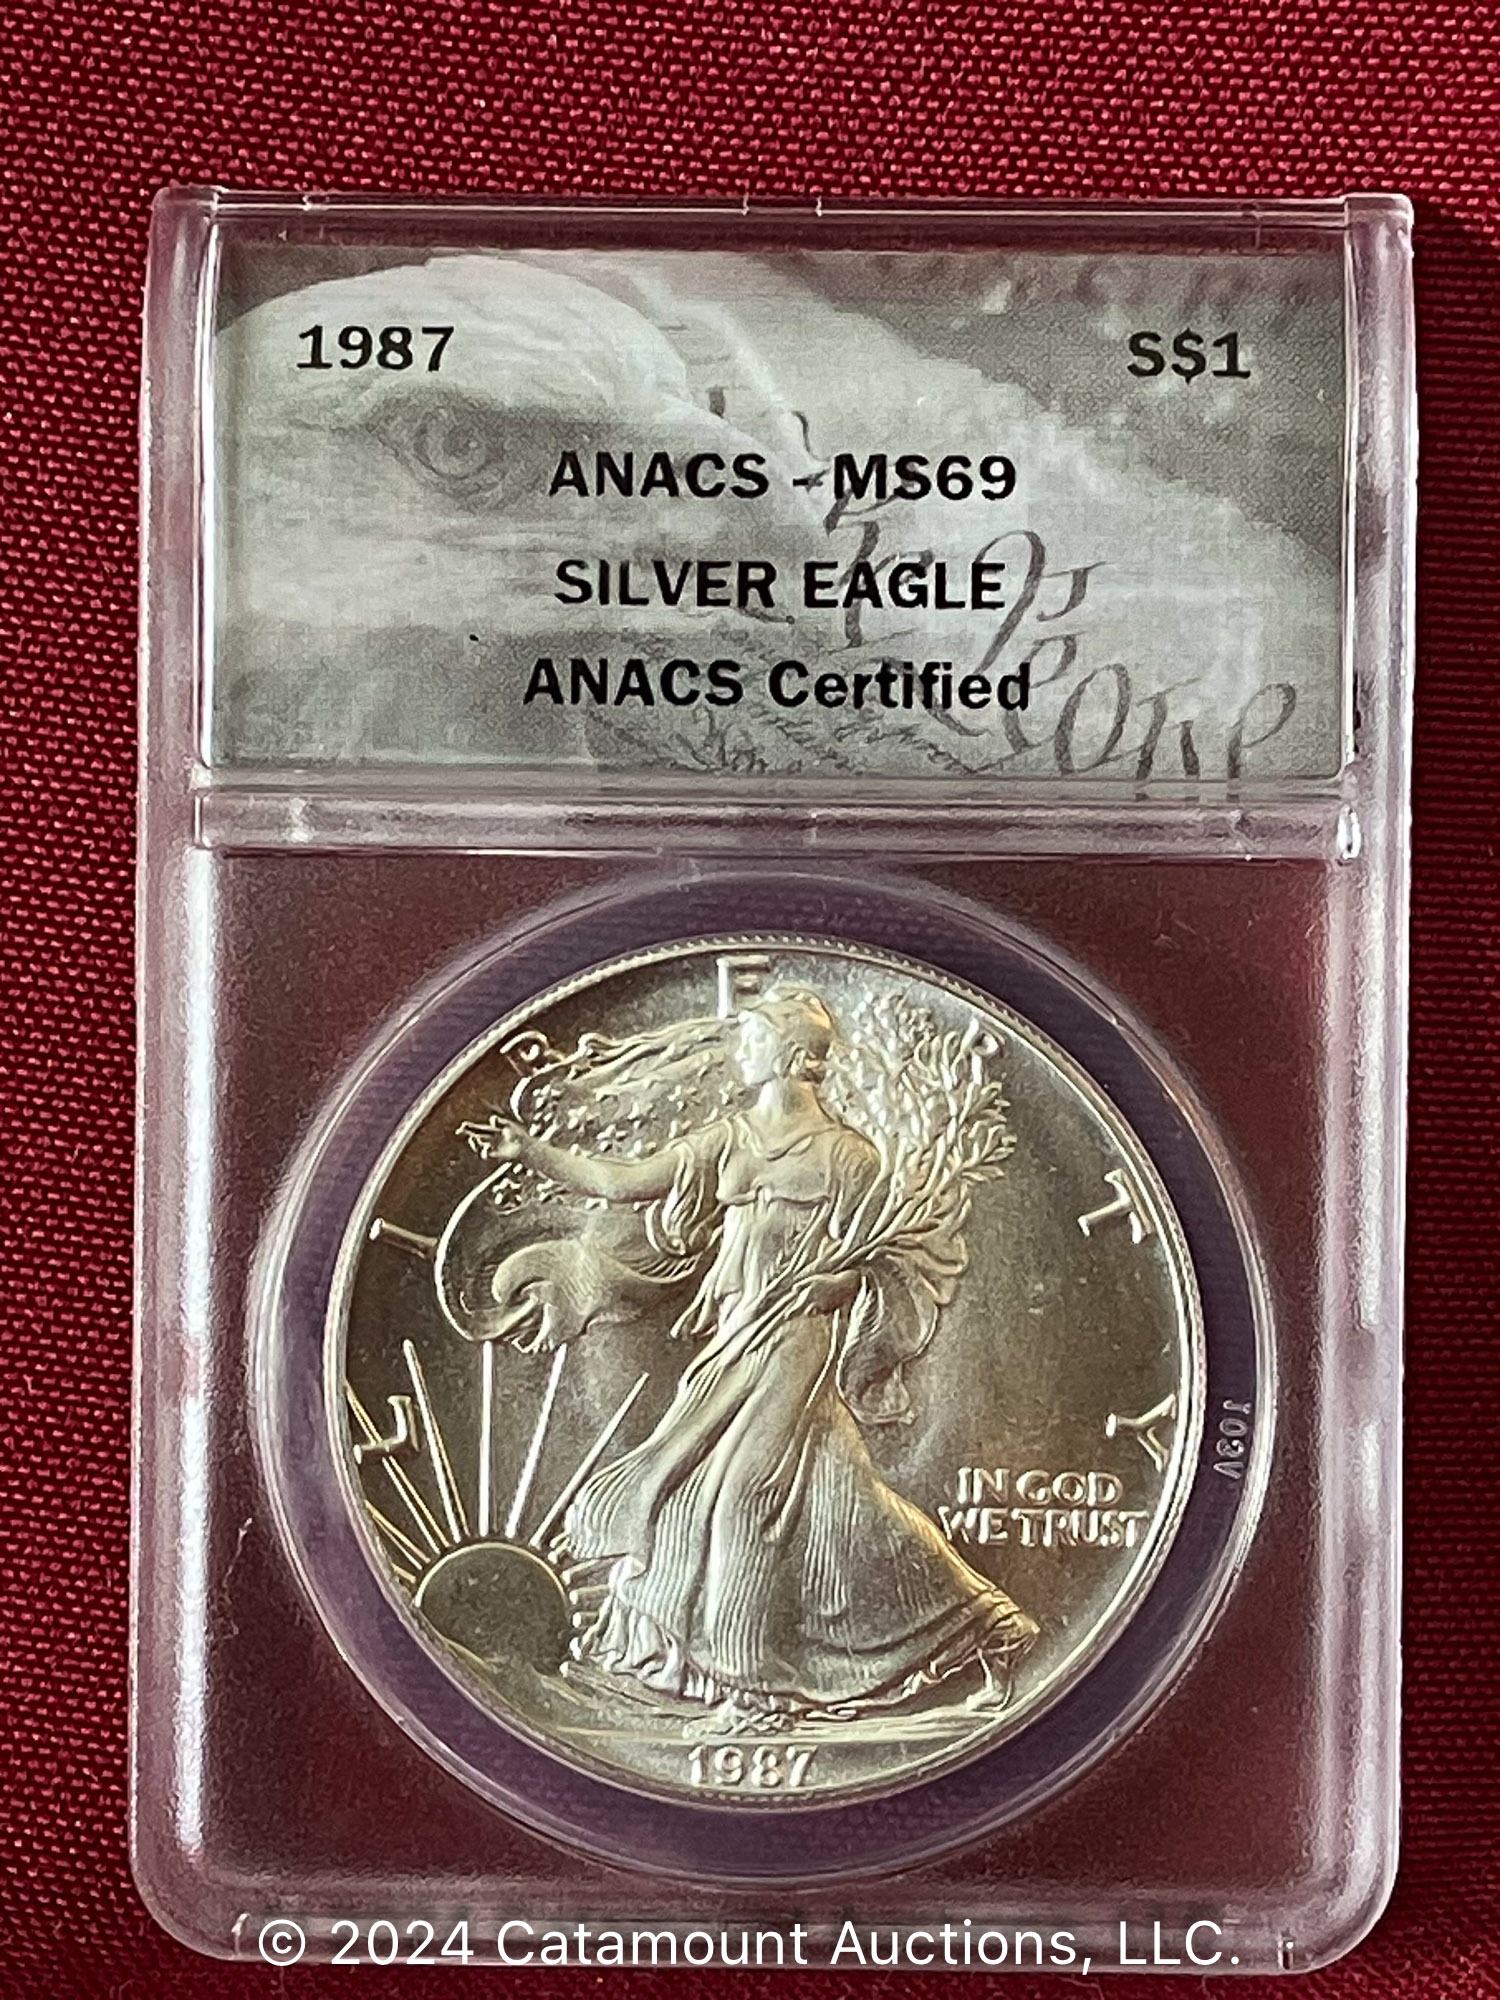 1987
S$1
ANACS - MS69
SILVER EAGLE
ANACS Certified
LIBERTY
IN GOD
WE TRUST
1987
© 2024 Catamount Auctions, LLC.